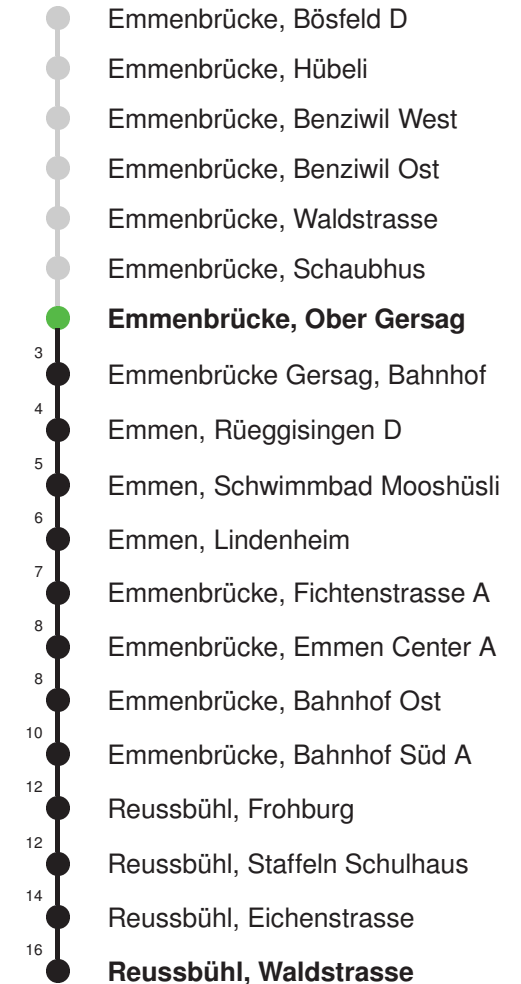 Emmenbrücke, Bösfeld D
Emmenbrücke, Hübeli
Emmenbrücke, Benziwil West
Emmenbrücke, Benziwil Ost
Emmenbrücke, Waldstrasse
Emmenbrücke, Schaubhus
Emmenbrücke, Ober Gersag
3 Emmenbrücke Gersag, Bahnhof
4 Emmen, Rüeggisingen D
5 Emmen, Schwimmbad Mooshüsli
6 Emmen, Lindenheim
7 Emmenbrücke, Fichtenstrasse A
8 Emmenbrücke, Emmen Center A
8 Emmenbrücke, Bahnhof Ost
10 Emmenbrücke, Bahnhof Süd A
12 Reussbühl, Frohburg
12 Reussbühl, Staffeln Schulhaus
14 Reussbühl, Eichenstrasse
16 Reussbühl, Waldstrasse